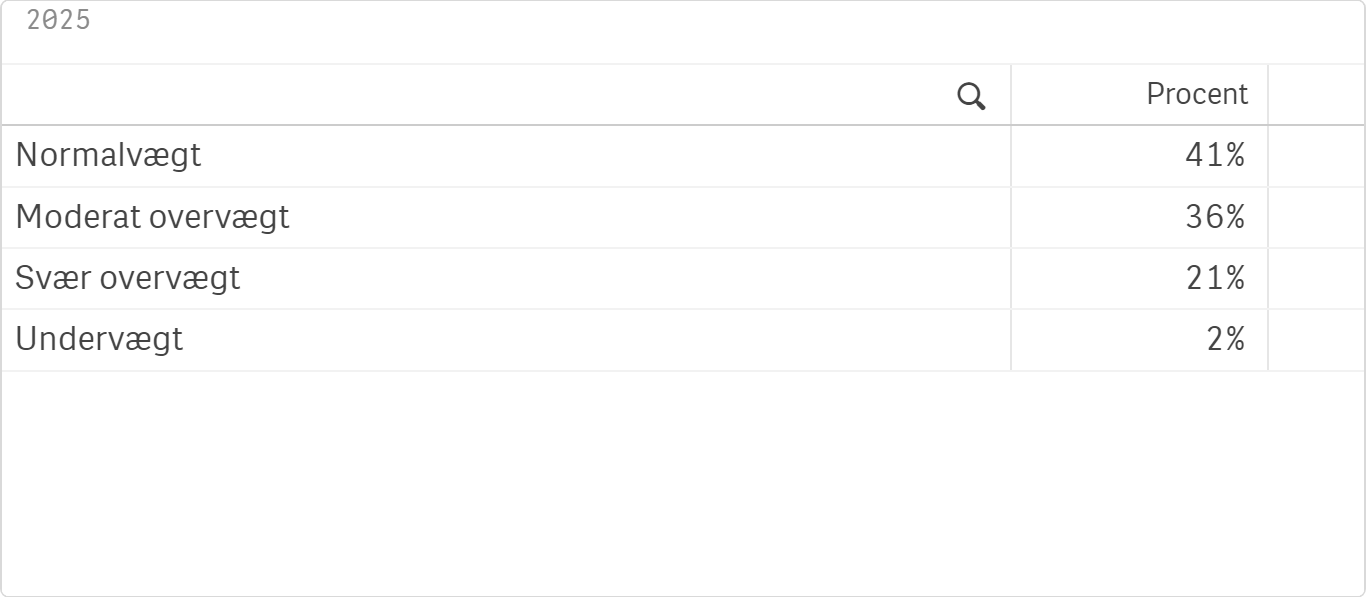 2025
Procent
Normalvægt 41%
Moderat overvægt 36%
Svær overvægt 21%
Undervægt 2%